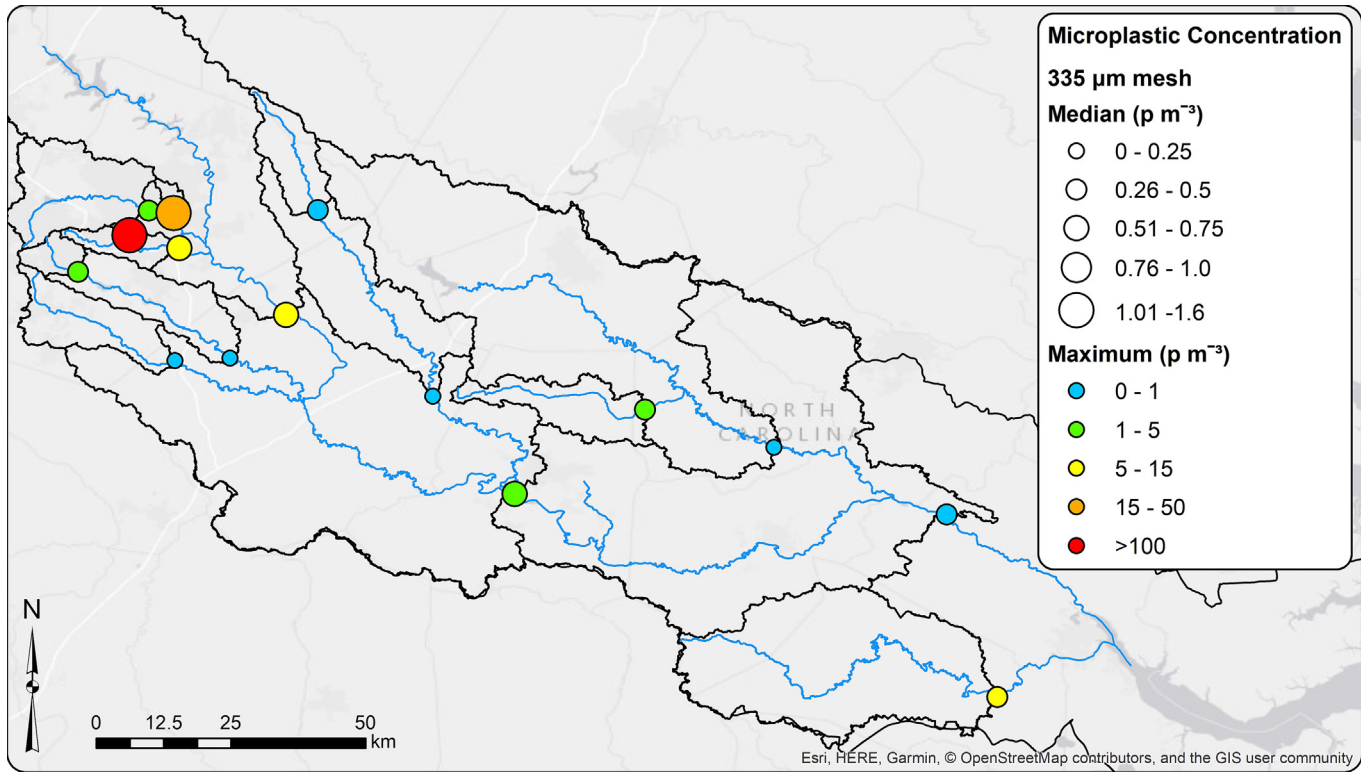 Microplastic Concentration
335 µm mesh
Median (p m⁻³)
0 - 0.25
0.26 - 0.5
0.51 - 0.75
0.76 - 1.0
1.01 -1.6
Maximum (p m⁻³)
0 - 1
1 - 5
5 - 15
15 - 50
>100
NORTH
CAROLINA
N
0 12.5 25 50
km
Esri, HERE, Garmin, © OpenStreetMap contributors, and the GIS user community